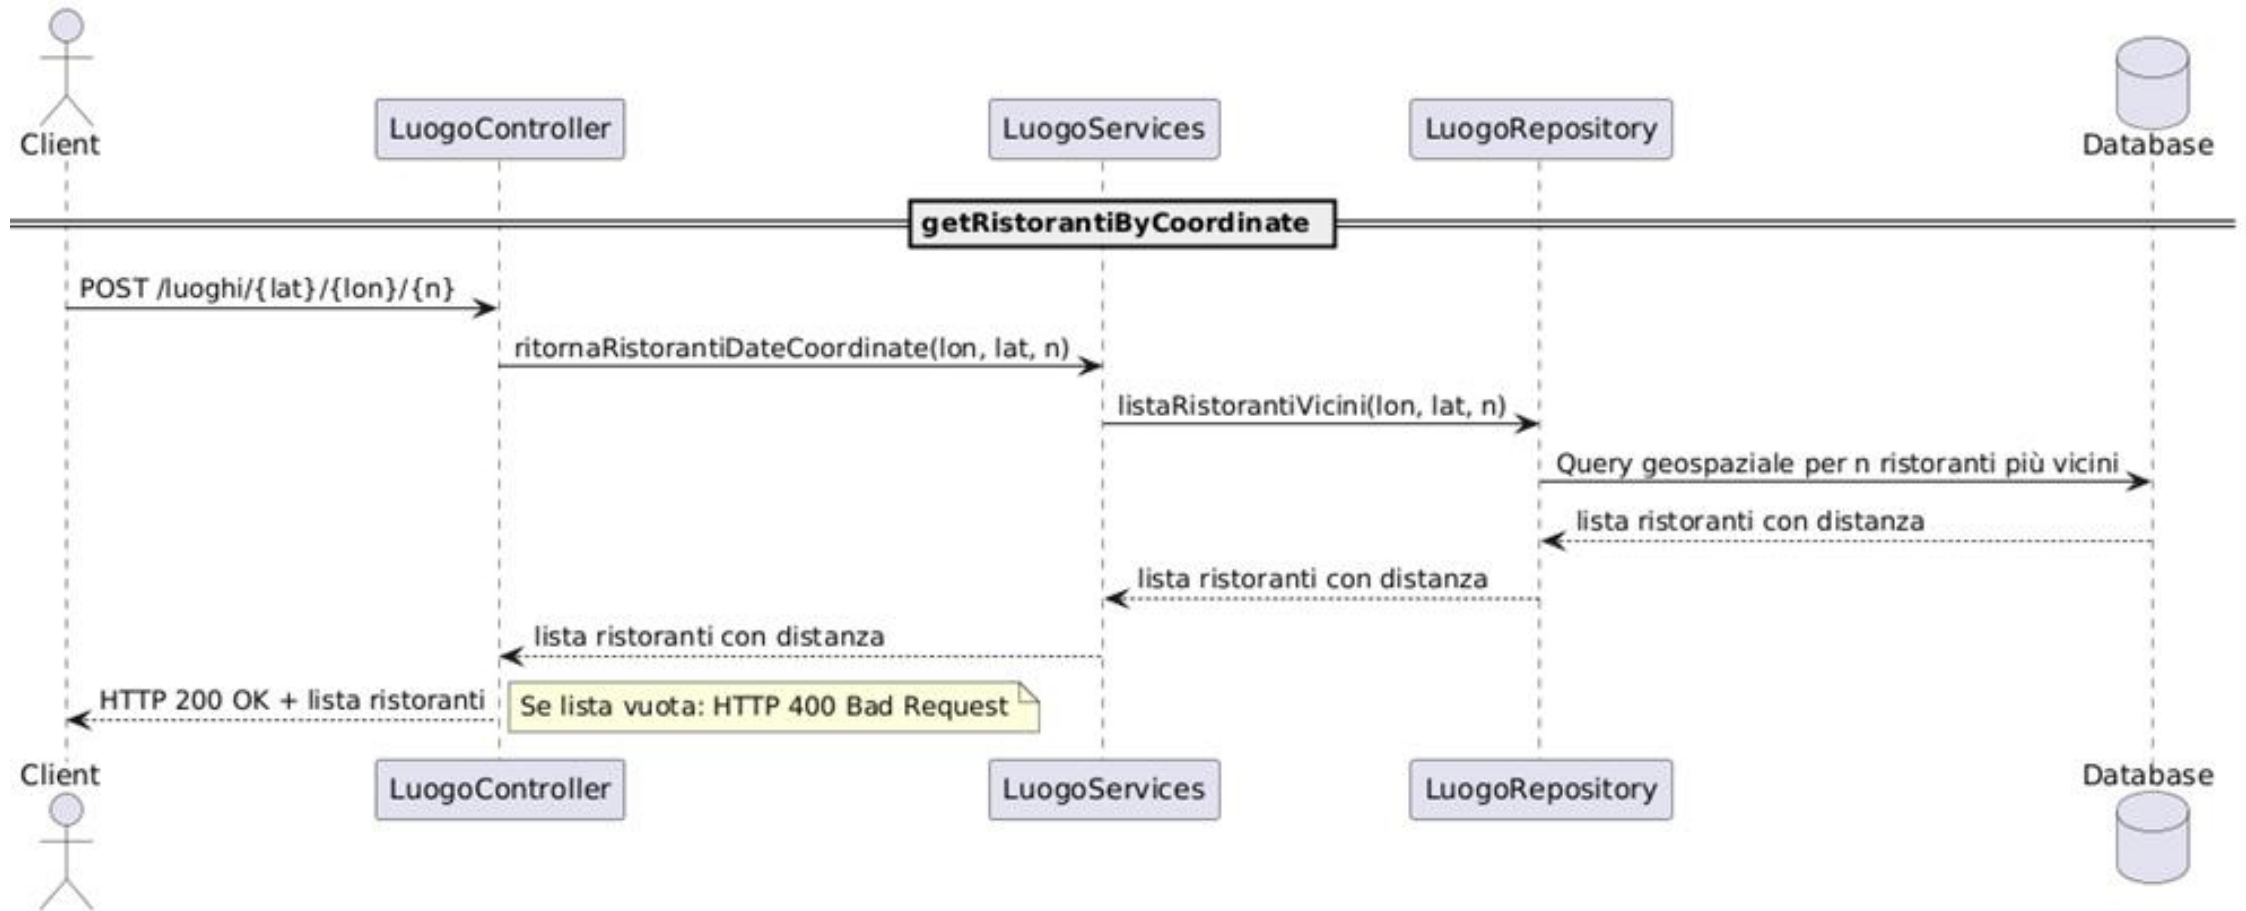 Client
LuogoController
LuogoServices
LuogoRepository
Database
getRistorantiByCoordinate
POST /luoghi/{lat}/{lon}/{n}
ritornaRistorantiDateCoordinate(lon, lat, n)
listaRistorantiVicini(lon, lat, n)
Query geospaziale per n ristoranti più vicini
lista ristoranti con distanza
lista ristoranti con distanza
lista ristoranti con distanza
HTTP 200 OK + lista ristoranti
Se lista vuota: HTTP 400 Bad Request
Client
LuogoController
LuogoServices
LuogoRepository
Database